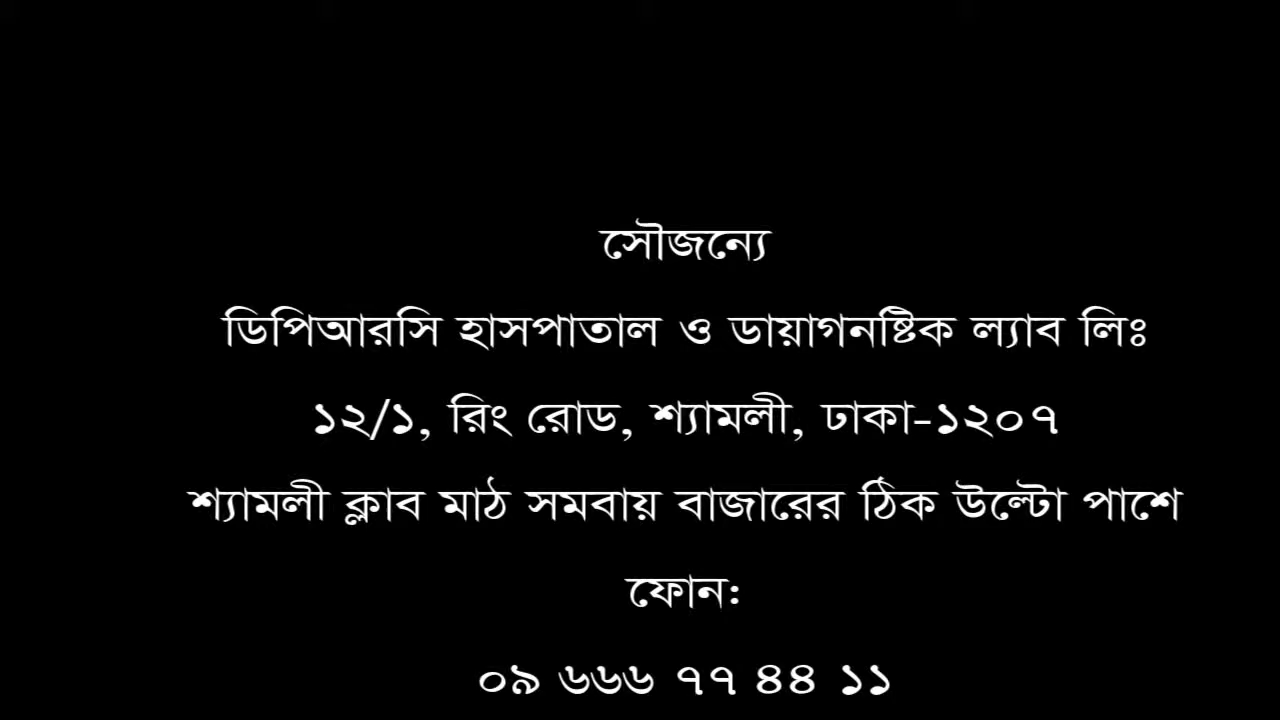 সৌজন্যে
ডিপিআরসি হাসপাতাল ও ডায়াগনষ্টিক ল্যাব লিঃ
১২/১, রিং রোড, শ্যামলী, ঢাকা-১২০৭
শ্যামলী ক্লাব মাঠ সমবায় বাজারের ঠিক উল্টো পাশে
ফোন:
০৯ ৬৬৬ ৭৭ ৪৪ ১১